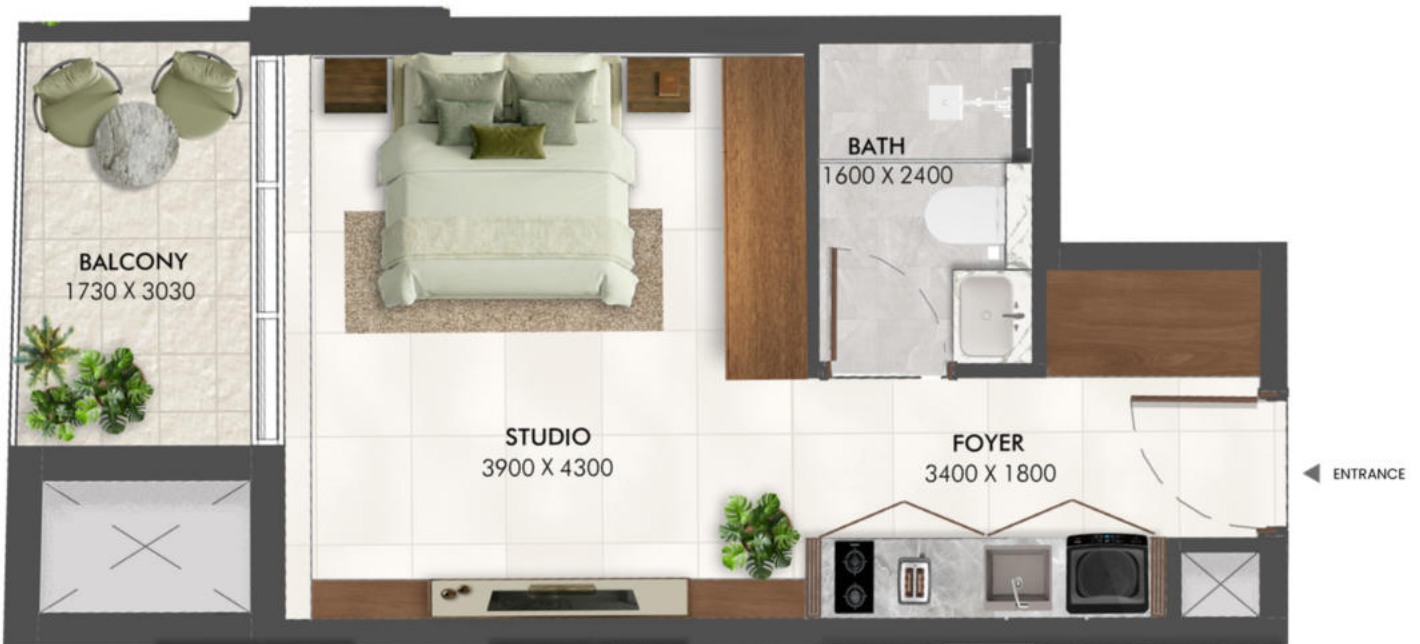 BATH
1600 X 2400
BALCONY
1730 X 3030
STUDIO
3900 X 4300
FOYER
3400 X 1800
ENTRANCE